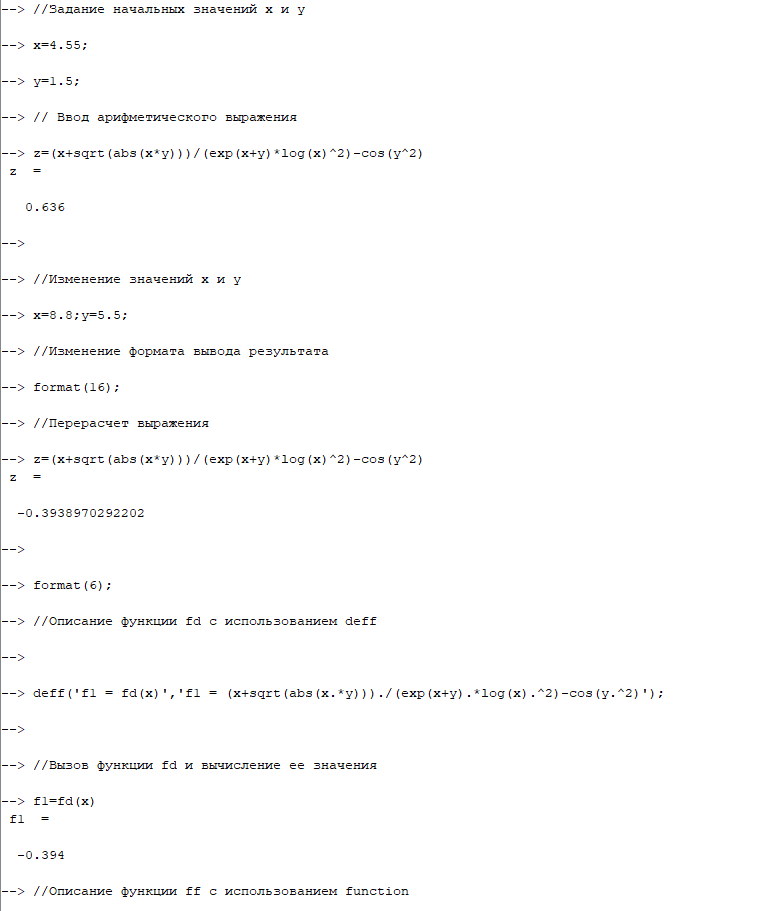 --> //Задание начальных значений x и y
--> x=4.55;
--> y=1.5;
--> // Ввод арифметического выражения
--> z=(x+sqrt(abs(x*y)))/(exp(x+y)*log(x)^2)-cos(y^2)
z =
0.636
-->
--> //Изменение значений x и y
--> x=8.8;y=5.5;
--> //Изменение формата вывода результата
--> format(16);
--> //Перерасчет выражения
--> z=(x+sqrt(abs(x*y)))/(exp(x+y)*log(x)^2)-cos(y^2)
z =
-0.3938970292202
-->
--> format(6);
--> //Описание функции fd с использованием deff
-->
--> deff('f1 = fd(x)','f1 = (x+sqrt(abs(x.*y)))./(exp(x+y).*log(x).^2)-cos(y.^2)');
-->
--> //Вызов функции fd и вычисление ее значения
--> f1=fd(x)
f1 =
-0.394
--> //Описание функции ff с использованием function